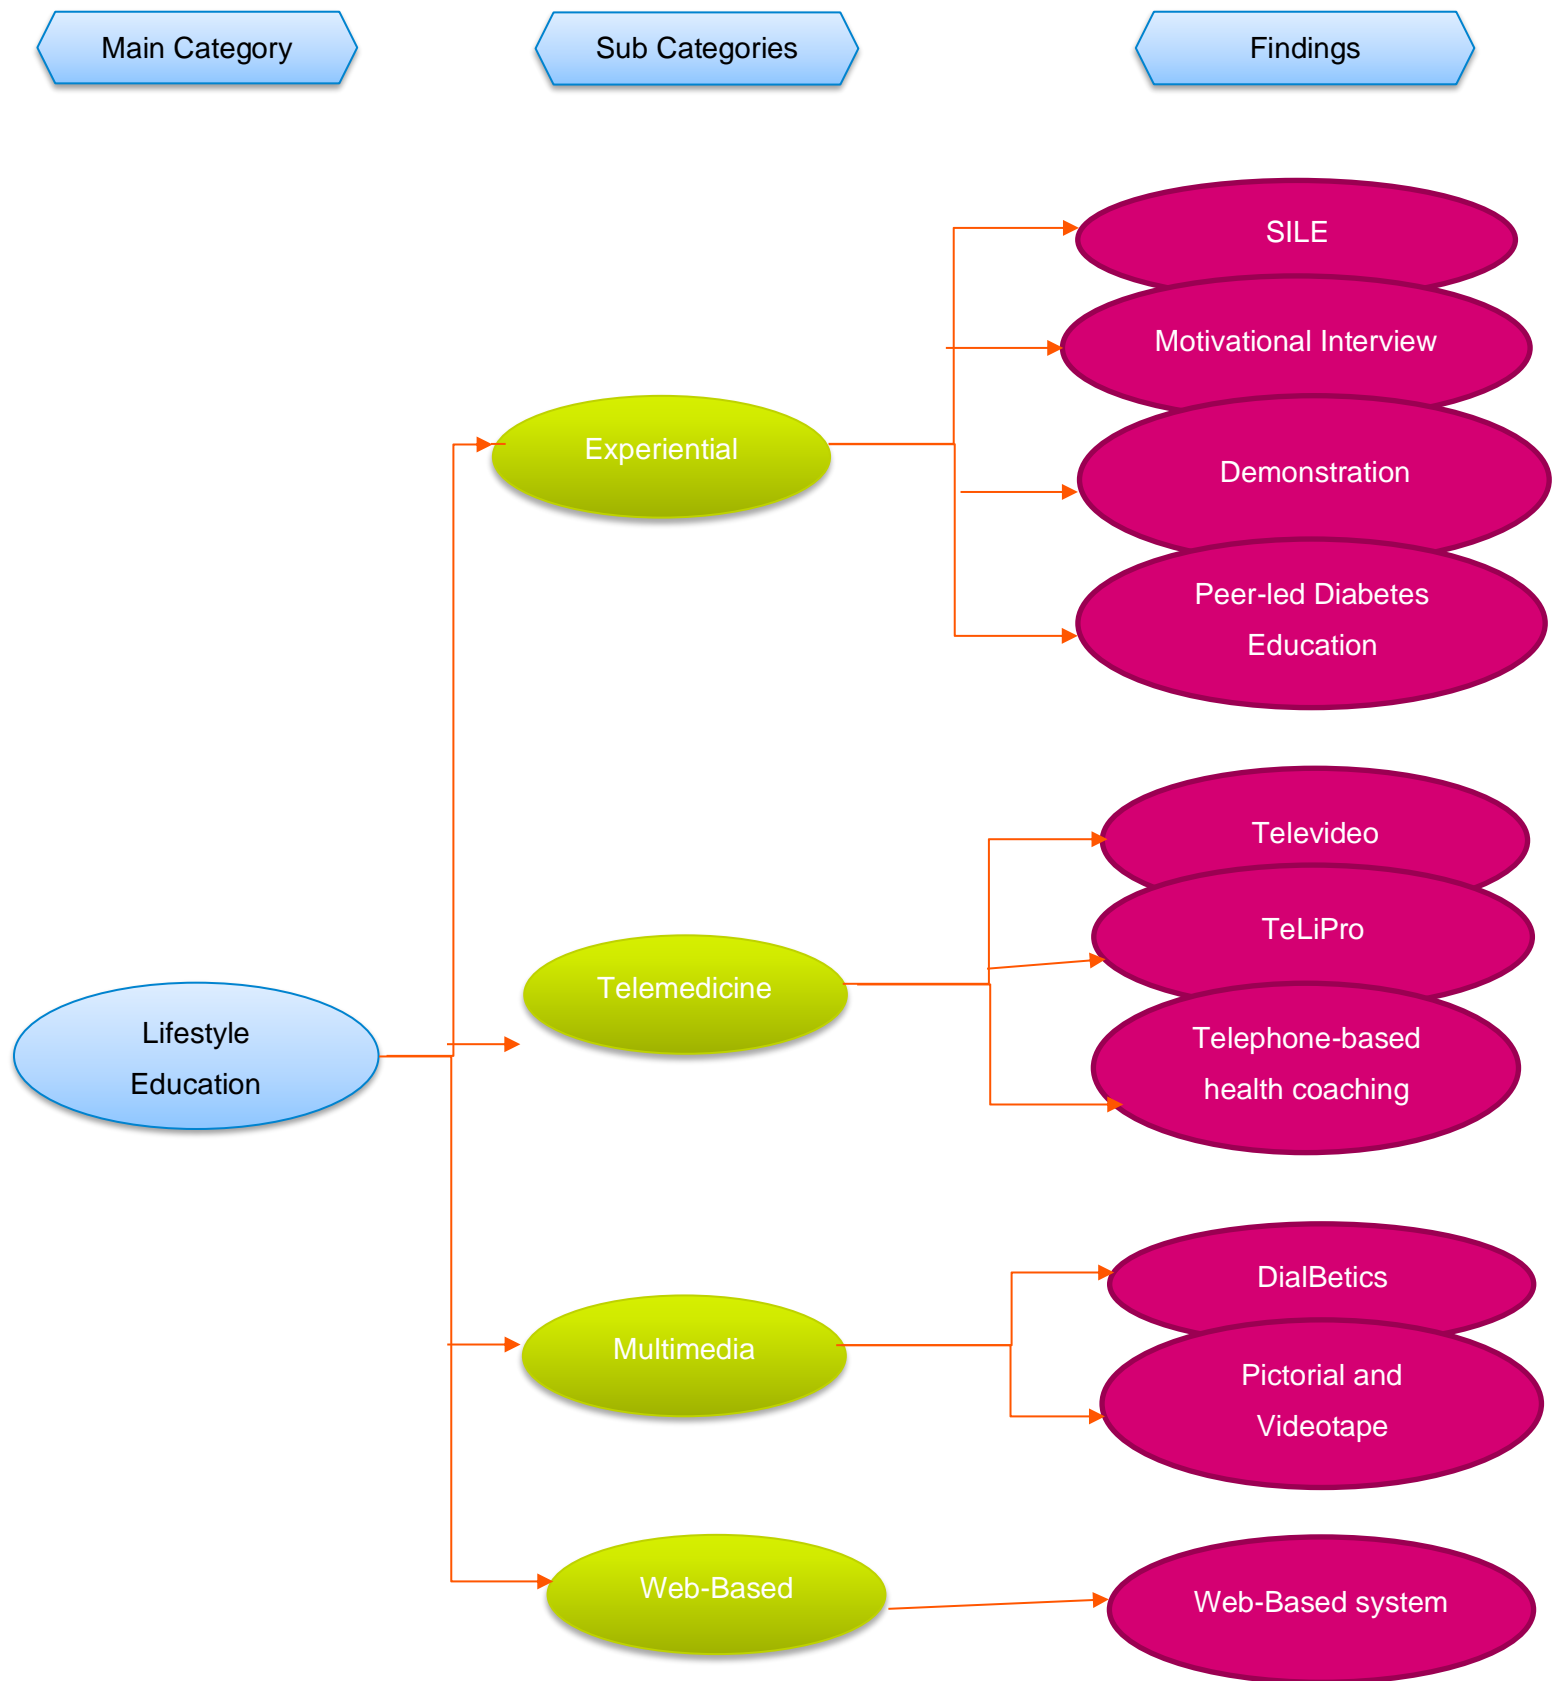 Main Category
Sub Categories
Findings
SILE
Motivational Interview
Experiential
Demonstration
Peer-led Diabetes
Education
Televideo
TeLiPro
Telemedicine
Lifestyle
Education
Telephone-based
health coaching
DialBetics
Multimedia
Pictorial and
Videotape
Web-Based
Web-Based system